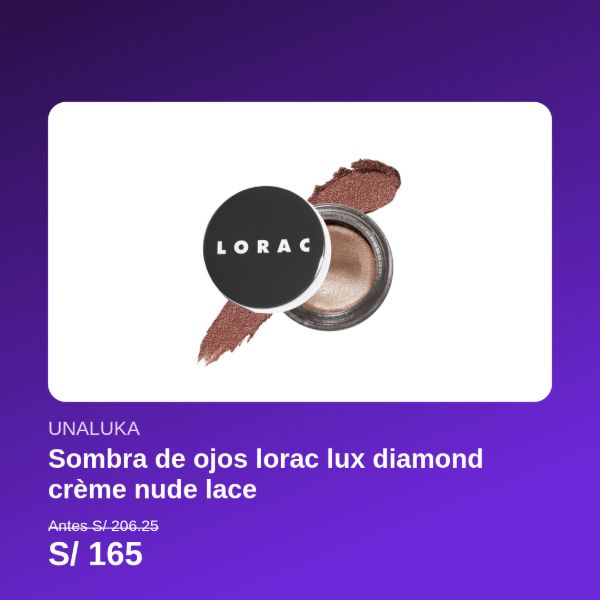 LORAC
UNALUKA
Sombra de ojos lorac lux diamond
crème nude lace
Antes S/ 206.25
S/ 165